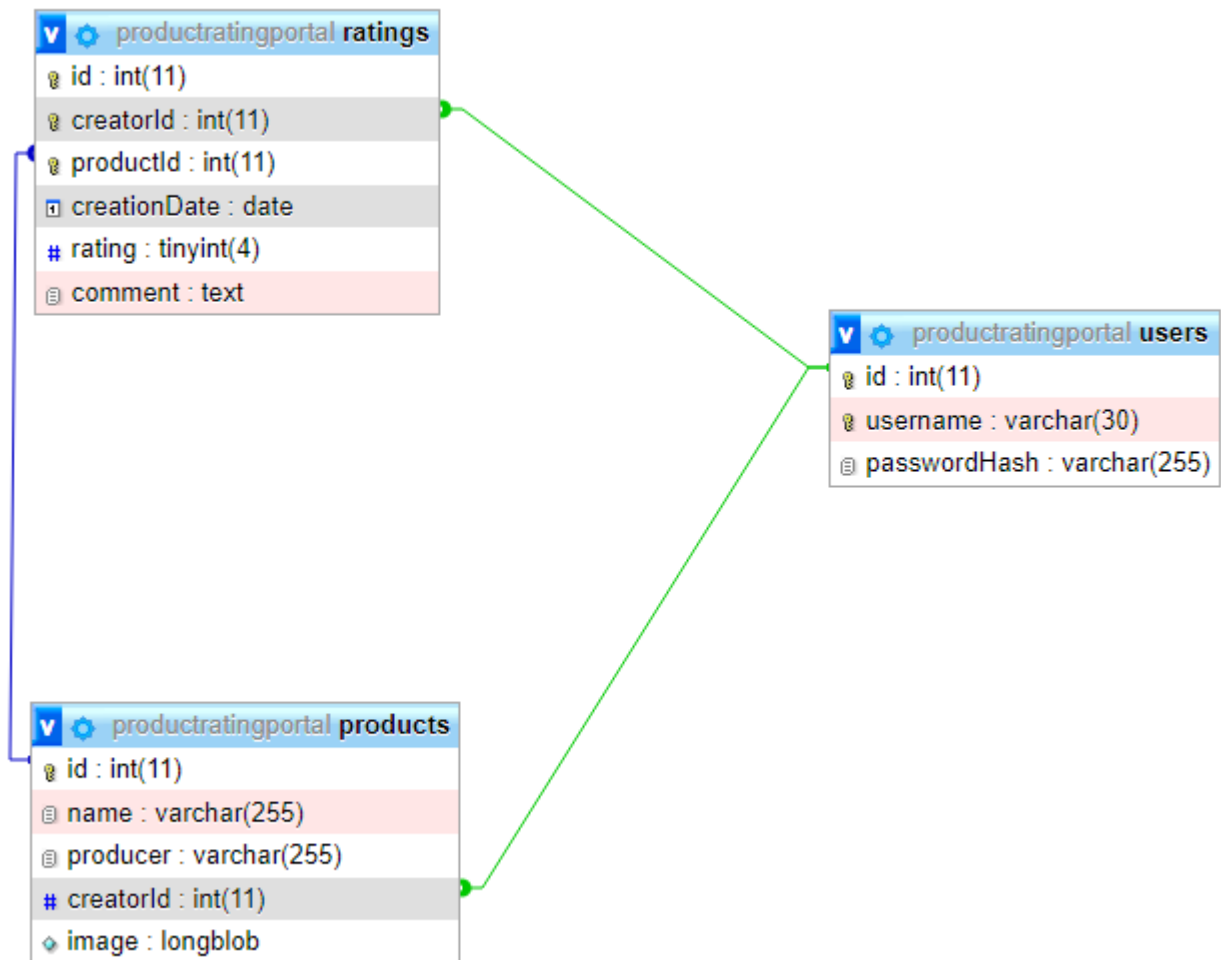 v productratingportal ratings
id : int(11)
creatorId : int(11)
productId : int(11)
creationDate : date
# rating : tinyint(4)
comment : text
v productratingportal users
id : int(11)
username : varchar(30)
passwordHash : varchar(255)
v productratingportal products
id : int(11)
name : varchar(255)
producer : varchar(255)
# creatorId : int(11)
image : longblob